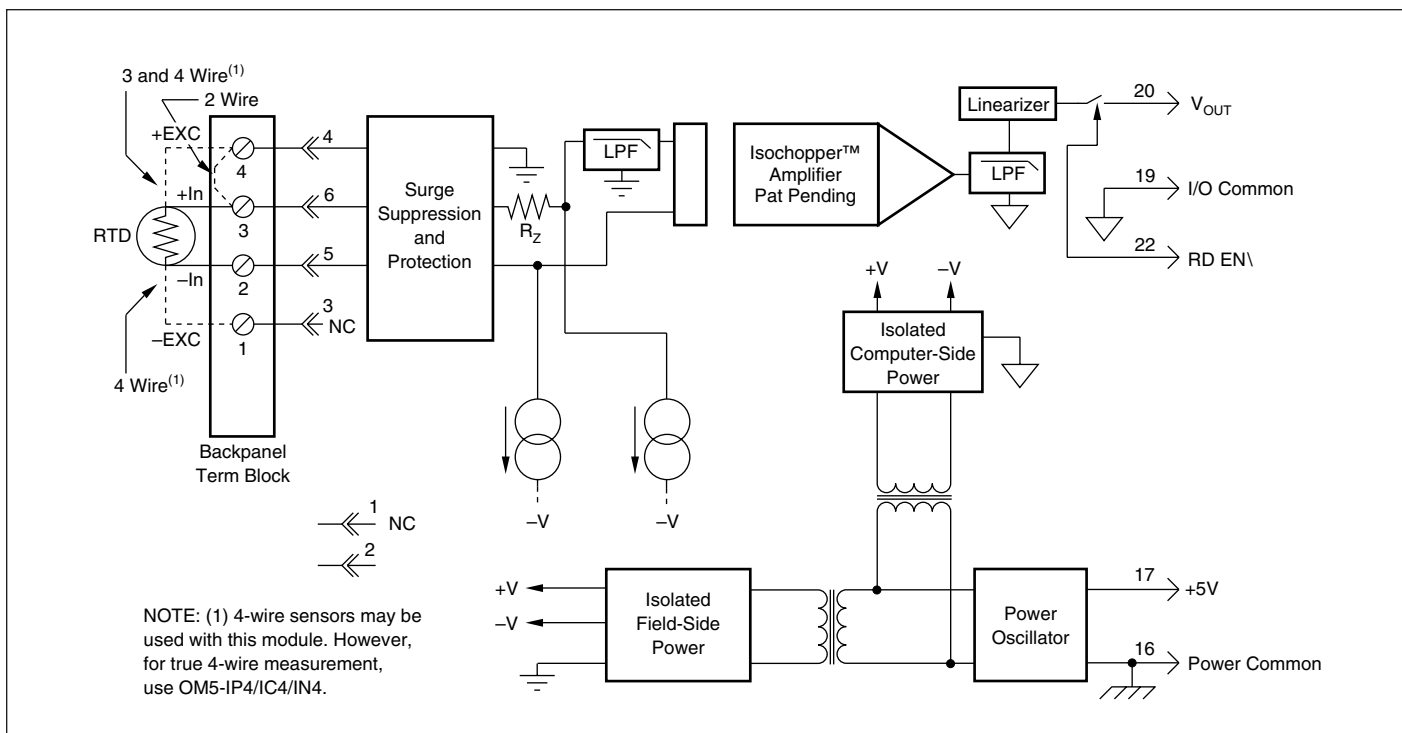 3 and 4 Wire(1)
2 Wire
+EXC
4
4
+In
3
6
RTD
–In
2
5
–EXC
1
3
NC
4 Wire(1)
Backpanel
Term Block
Surge
Suppression
and
Protection
RZ
LPF
–V
–V
Isochopper™
Amplifier
Pat Pending
LPF
Linearizer
20
VOUT
19
I/O Common
22
RD EN\
+V
–V
Isolated
Computer-Side
Power
1
NC
2
NOTE: (1) 4-wire sensors may be
used with this module. However,
for true 4-wire measurement,
use OM5-IP4/IC4/IN4.
+V
–V
Isolated
Field-Side
Power
Power
Oscillator
17
+5V
16
Power Common